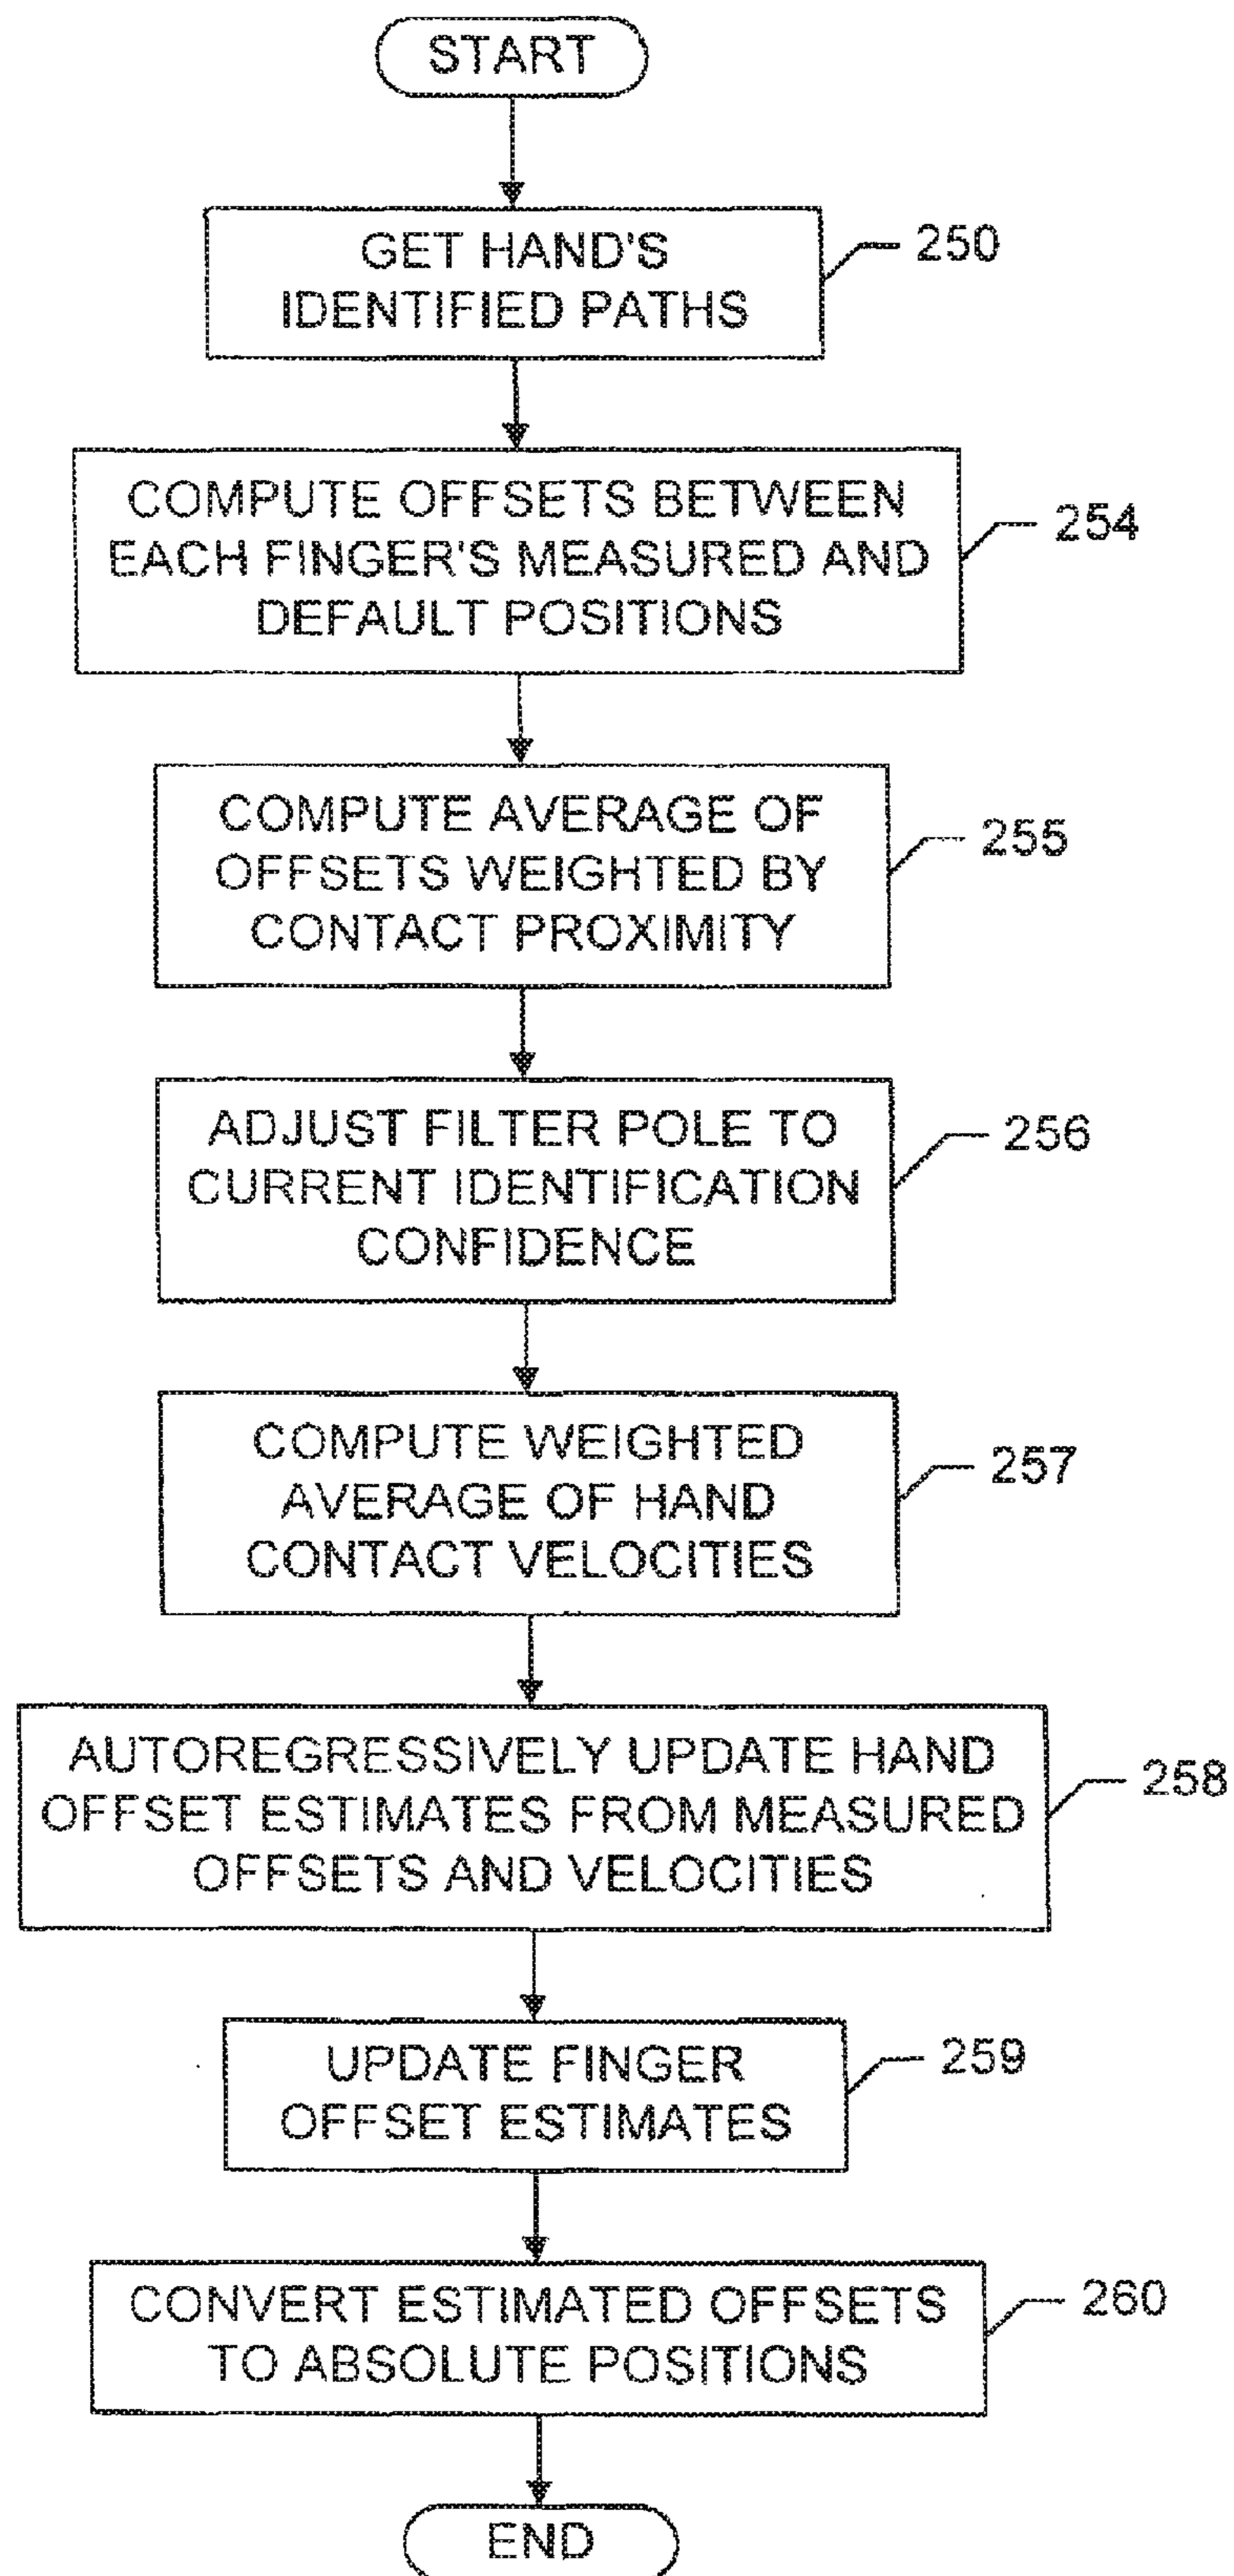 START
GET HAND'S
IDENTIFIED PATHS
250
COMPUTE OFFSETS BETWEEN
EACH FINGER'S MEASURED AND
DEFAULT POSITIONS
254
COMPUTE AVERAGE OF
OFFSETS WEIGHTED BY
CONTACT PROXIMITY
255
ADJUST FILTER POLE TO
CURRENT IDENTIFICATION
CONFIDENCE
256
COMPUTE WEIGHTED
AVERAGE OF HAND
CONTACT VELOCITIES
257
AUTOREGRESSIVELY UPDATE HAND
OFFSET ESTIMATES FROM MEASURED
OFFSETS AND VELOCITIES
258
UPDATE FINGER
OFFSET ESTIMATES
259
CONVERT ESTIMATED OFFSETS
TO ABSOLUTE POSITIONS
260
END